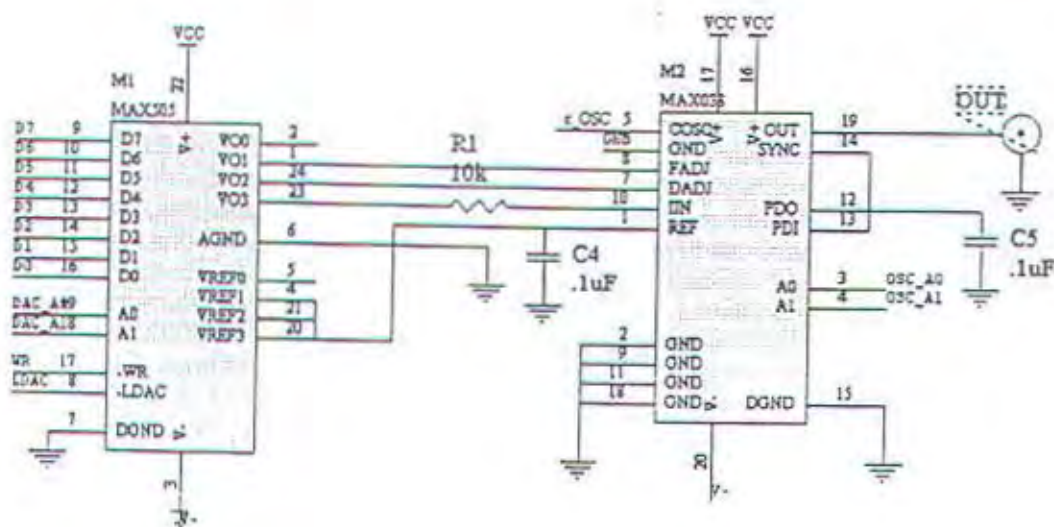 VCC
22
M1
MAX505
D7 9 D7
D6 10 D6
D5 11 D5
D4 12 D4
D3 13 D3
D2 14 D2
D1 15 D1
16 D0
A0
A1
WR 17 -WR
LDAC 8 -LDAC
7 DGND
V+
V-
3
V-
VO0 2
VO1 1
VO2 24
VO3 23
AGND 6
VREF0 5
VREF1 4
VREF2 21
VREF3 20
R1
10k
C4
.1uF
VCC VCC
17 16
M2
5 COSC
GND
8 FADJ
7 DADJ
10 IIN
1 REF
2 GND
9 GND
11 GND
18 GND
V+ V+
V-
20
V-
OUT 19
SYNC 14
PDO 12
PDI 13
A0 3 OSC_A0
A1 4 OSC_A1
DGND 15
OUT
C5
.1uF